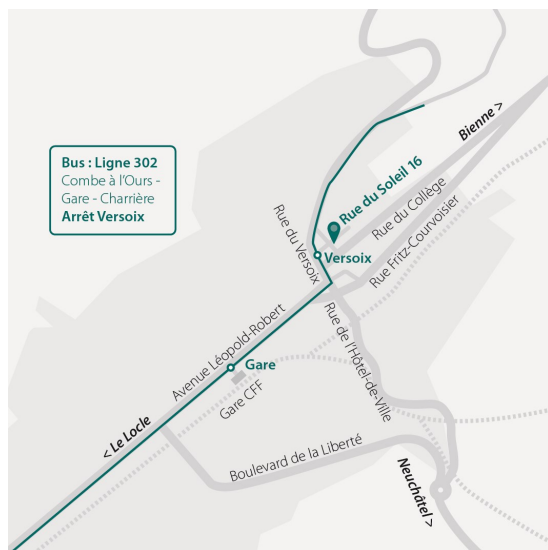 Bus : Ligne 302
Combe à l'Ours -
Gare - Charrière
Arrêt Versoix
Bienne >
Rue du Soleil 16
Rue du Collège
Rue Fritz-Courvoisier
Rue du Versoix
Versoix
Avenue Léopold-Robert
Rue de l'Hôtel-de-Ville
Gare
Gare CFF
< Le Locle
Boulevard de la Liberté
Neuchâtel >